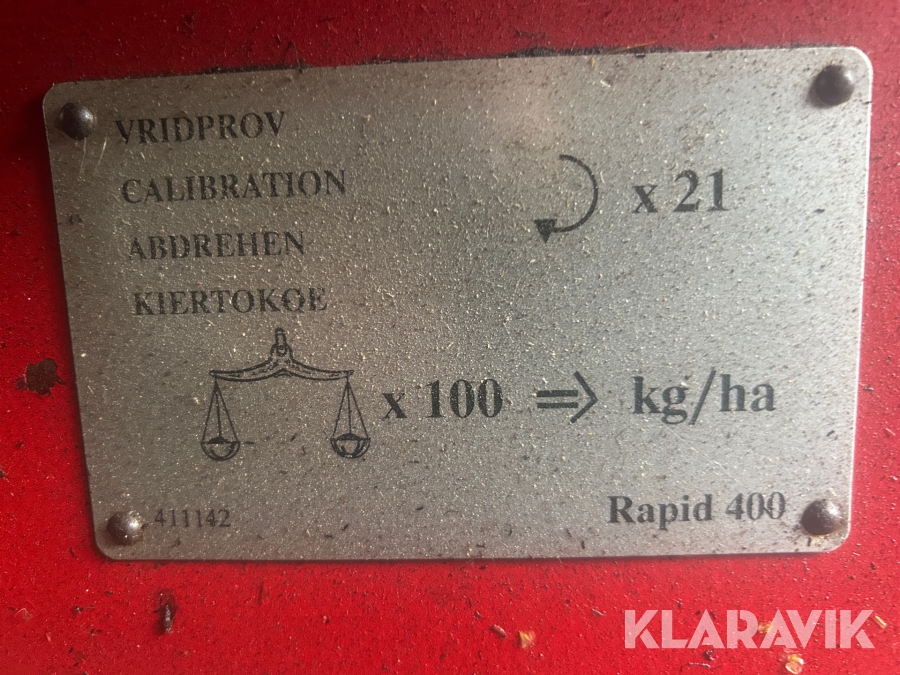 VRIDPROV
CALIBRATION
ABDREHEN
KIERTOKOE
x 21
x 100 ⇒ kg/ha
411142
Rapid 400
KLARAVIK